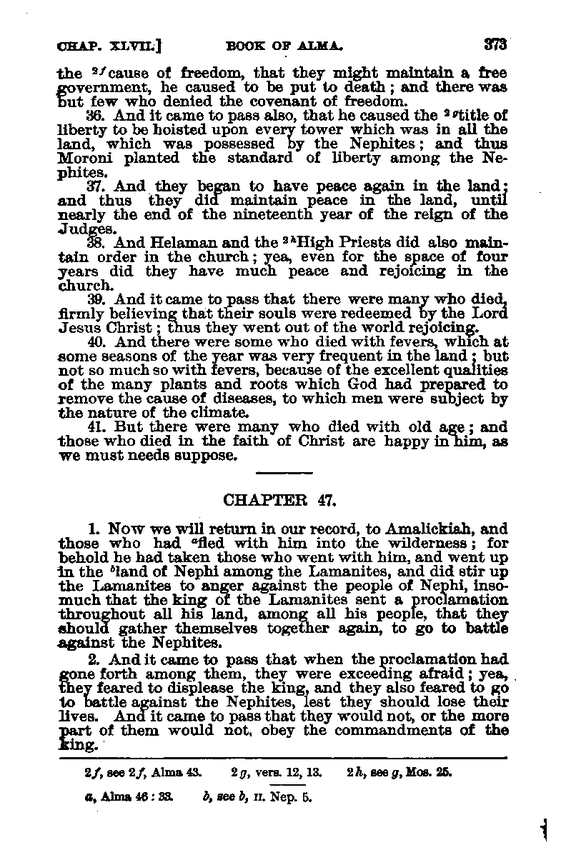 CHAP. XLVII.] BOOK OF ALMA. 373
the 2fcause of freedom, that they might maintain a free
government, he caused to be put to death; and there was
but few who denied the covenant of freedom.
36. And it came to pass also, that he caused the 2gtitle of
liberty to be hoisted upon every tower which was in all the
land, which was possessed by the Nephites; and thus
Moroni planted the standard of liberty among the Ne-
phites.
37. And they began to have peace again in the land;
and thus they did maintain peace in the land, until
nearly the end of the nineteenth year of the reign of the
Judges.
38. And Helaman and the 2hHigh Priests did also main-
tain order in the church; yea, even for the space of four
years did they have much peace and rejoicing in the
church.
39. And it came to pass that there were many who died,
firmly believing that their souls were redeemed by the Lord
Jesus Christ; thus they went out of the world rejoicing.
40. And there were some who died with fevers, which at
some seasons of the year was very frequent in the land; but
not so much so with fevers, because of the excellent qualities
of the many plants and roots which God had prepared to
remove the cause of diseases, to which men were subject by
the nature of the climate.
41. But there were many who died with old age; and
those who died in the faith of Christ are happy in him, as
we must needs suppose.
CHAPTER 47.
1. Now we will return in our record, to Amalickiah, and
those who had afled with him into the wilderness; for
behold he had taken those who went with him, and went up
in the bland of Nephi among the Lamanites, and did stir up
the Lamanites to anger against the people of Nephi, inso-
much that the king of the Lamanites sent a proclamation
throughout all his land, among all his people, that they
should gather themselves together again, to go to battle
against the Nephites.
2. And it came to pass that when the proclamation had
gone forth among them, they were exceeding afraid; yea,
they feared to displease the king, and they also feared to go
to battle against the Nephites, lest they should lose their
lives. And it came to pass that they would not, or the more
part of them would not, obey the commandments of the
king.
2f, see 2f, Alma 43. 2g, vers. 12, 13. 2h, see g, Mos. 25.
a, Alma 46:33. b, see b, II. Nep. 5.